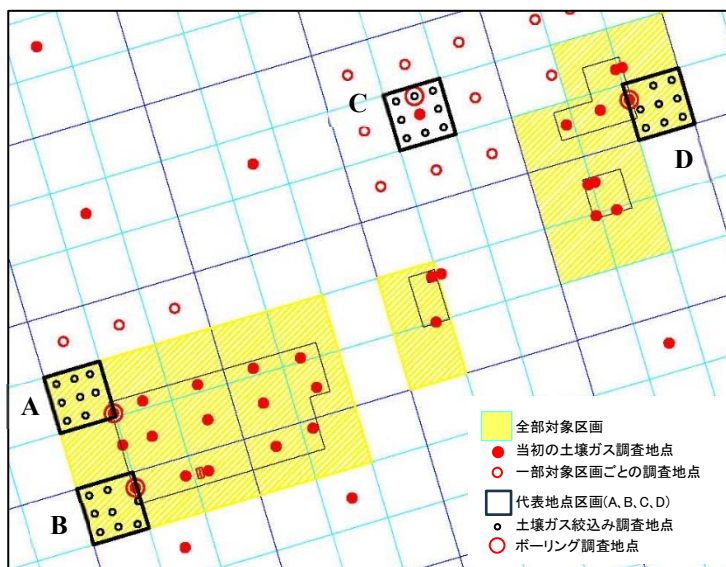 C
D
A
B
全部対象区画
当初の土壌ガス調査地点
一部対象区画ごとの調査地点
代表地点区画(A, B, C, D)
土壌ガス絞込み調査地点
ボーリング調査地点